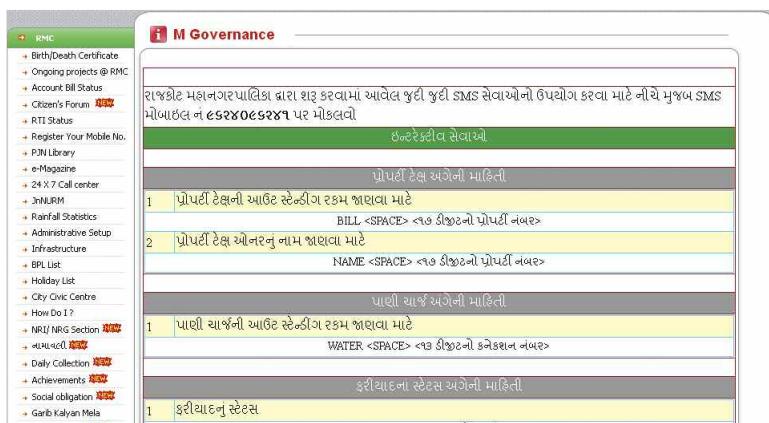 RMC
Birth/Death Certificate
Ongoing projects @ RMC
Account Bill Status
Citizen's Forum NEW
RTI Status
Register Your Mobile No.
PJN Library
e-Magazine
24 X 7 Call center
JnNURM
Rainfall Statistics
Administrative Setup
Infrastructure
BPL List
Holiday List
City Civic Centre
How Do I ?
NRI/ NRG Section NEW
નામાવલી NEW
Daily Collection NEW
Achievements NEW
Social obligation NEW
Garib Kalyan Mela
i M Governance
રાજકોટ મહાનગરપાલિકા દ્વારા શરૂ કરવામાં આવેલ જુદી જુદી SMS સેવાઓનો ઉપયોગ કરવા માટે નીચે મુજબ SMS
મોબાઇલ નં ૯૬૨૪૦૯૬૨૪૧ પર મોકલવો
ઇન્ટરેક્ટીવ સેવાઓ
પ્રોપર્ટી ટેક્ષ અંગેની માહિતી
1 પ્રોપર્ટી ટેક્ષની આઉટ સ્ટેન્ડીંગ રકમ જાણવા માટે
BILL <SPACE> <૧૭ ડીજીટનો પ્રોપર્ટી નંબર>
2 પ્રોપર્ટી ટેક્ષ ઓનરનું નામ જાણવા માટે
NAME <SPACE> <૧૭ ડીજીટનો પ્રોપર્ટી નંબર>
પાણી ચાર્જ અંગેની માહિતી
1 પાણી ચાર્જની આઉટ સ્ટેન્ડીંગ રકમ જાણવા માટે
WATER <SPACE> <૧૩ ડીજીટનો કનેકશન નંબર>
ફરીયાદના સ્ટેટસ અંગેની માહિતી
1 ફરીયાદનું સ્ટેટસ